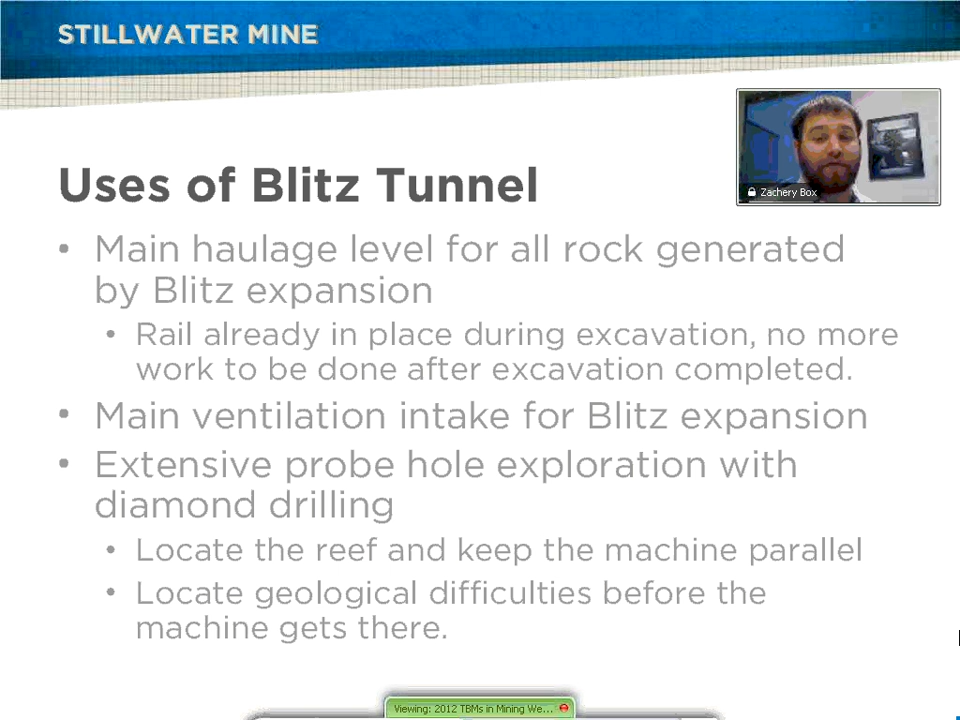 STILLWATER MINE
Zachery Box
Uses of Blitz Tunnel
• Main haulage level for all rock generated
by Blitz expansion
• Rail already in place during excavation, no more
work to be done after excavation completed.
• Main ventilation intake for Blitz expansion
• Extensive probe hole exploration with
diamond drilling
• Locate the reef and keep the machine parallel
• Locate geological difficulties before the
machine gets there.
Viewing: 2012 TBMs in Mining We...